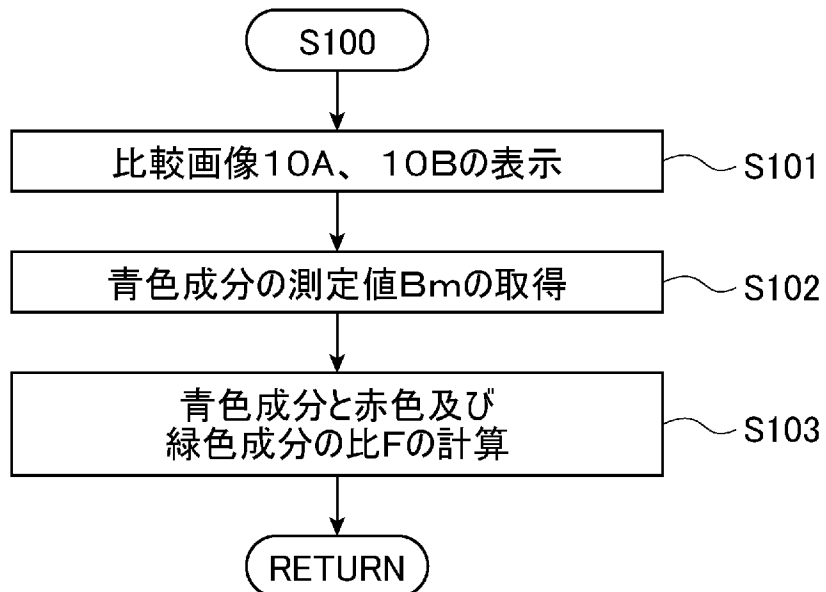 S100
比較画像10A、10Bの表示
S101
青色成分の測定値Bmの取得
S102
青色成分と赤色及び
緑色成分の比Fの計算
S103
RETURN